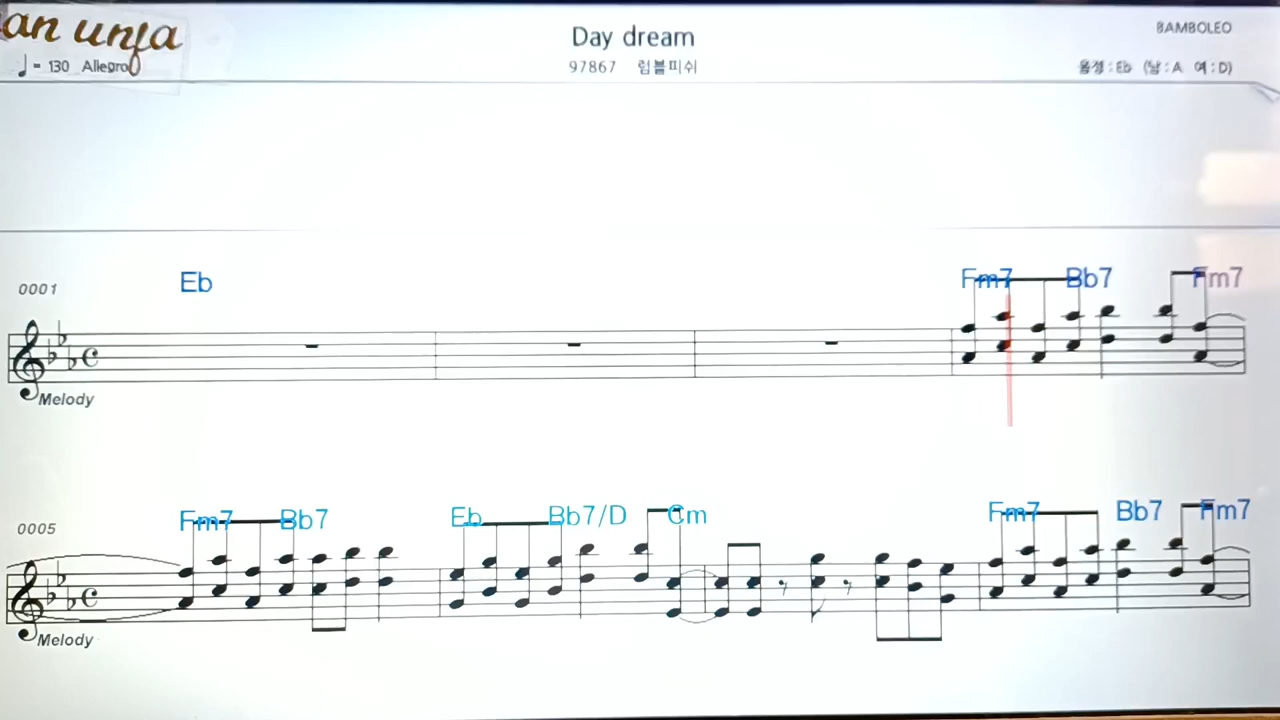 an unfa
Day dream
BAMBOLEO
♩ = 130 Allegro
97867 럼블피쉬
음정 : Eb (남 : A 여 : D)
0001
Eb Fm7 Bb7 Fm7
Melody
0005
Fm7 Bb7 Eb Bb7/D Cm Fm7 Bb7 Fm7
Melody